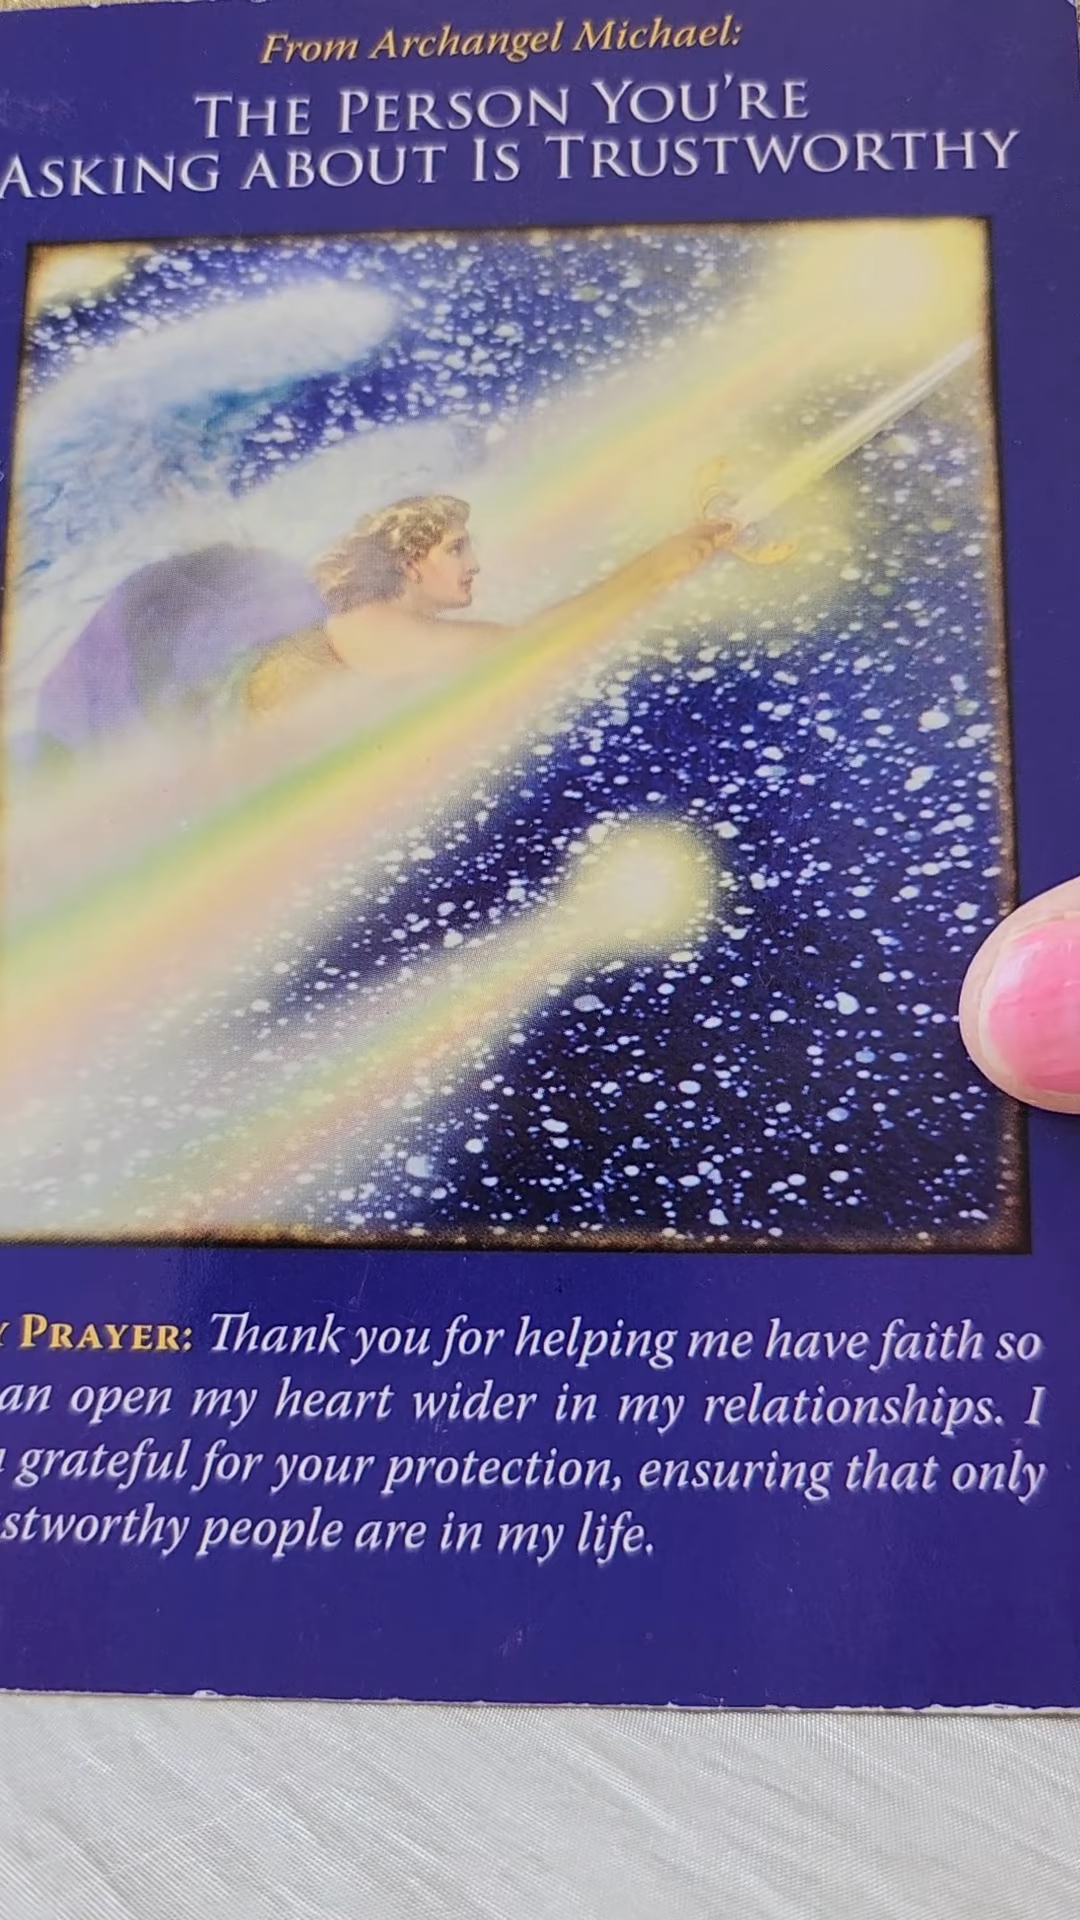 From Archangel Michael:
THE PERSON YOU'RE
ASKING ABOUT IS TRUSTWORTHY
PRAYER: Thank you for helping me have faith so
an open my heart wider in my relationships. I
grateful for your protection, ensuring that only
stworthy people are in my life.